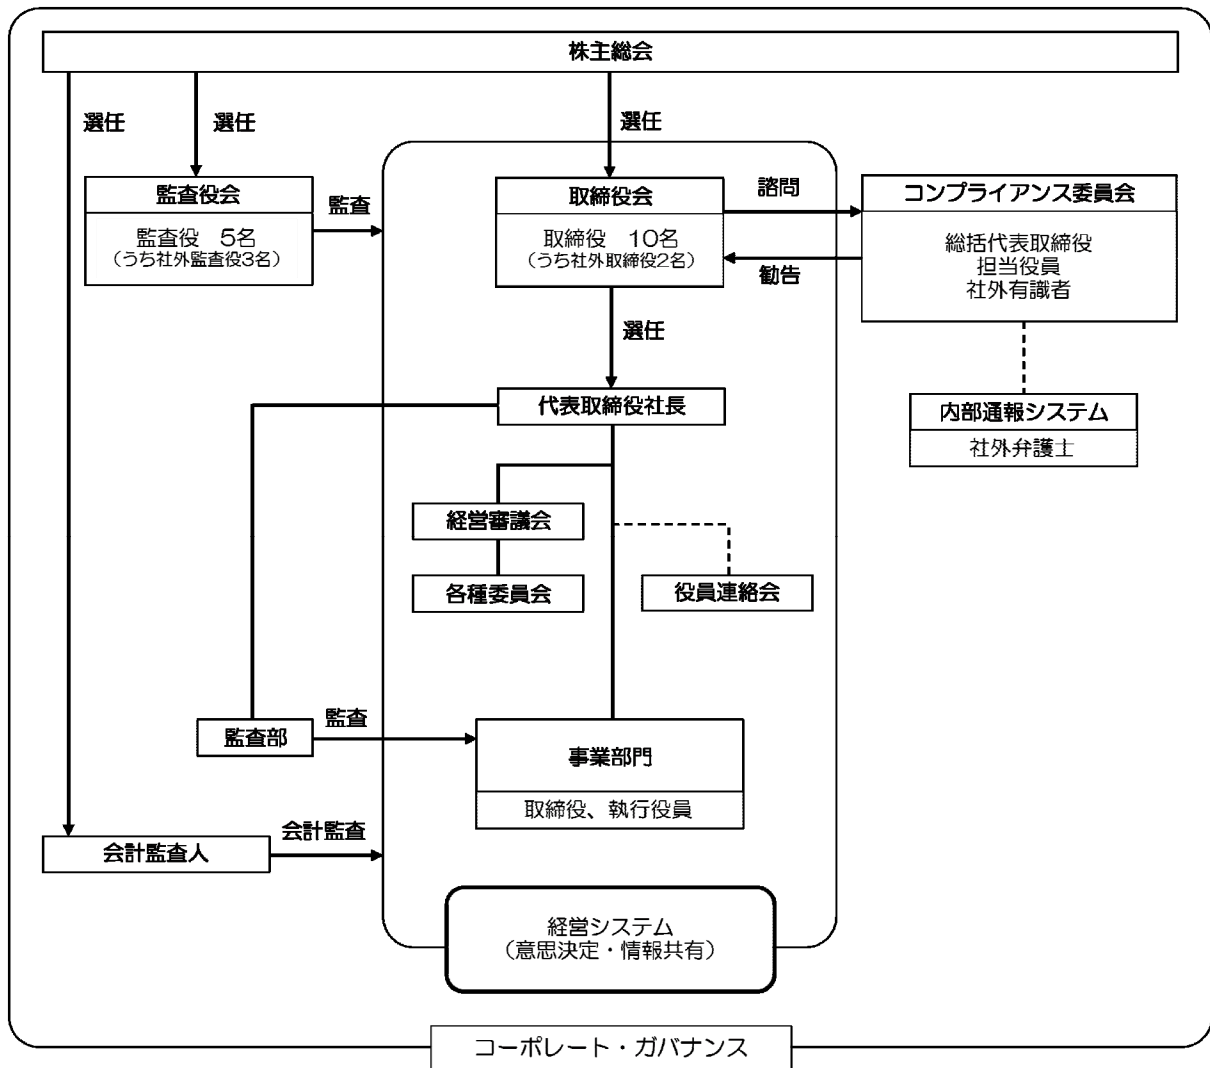 株主総会
選任
選任
選任
監査役会
監査役　5名
（うち社外監査役3名）
監査
取締役会
取締役　10名
（うち社外取締役2名）
諮問
勧告
コンプライアンス委員会
総括代表取締役
担当役員
社外有識者
選任
代表取締役社長
内部通報システム
社外弁護士
経営審議会
各種委員会
役員連絡会
監査部
監査
事業部門
取締役、執行役員
会計監査人
会計監査
経営システム
（意思決定・情報共有）
コーポレート・ガバナンス